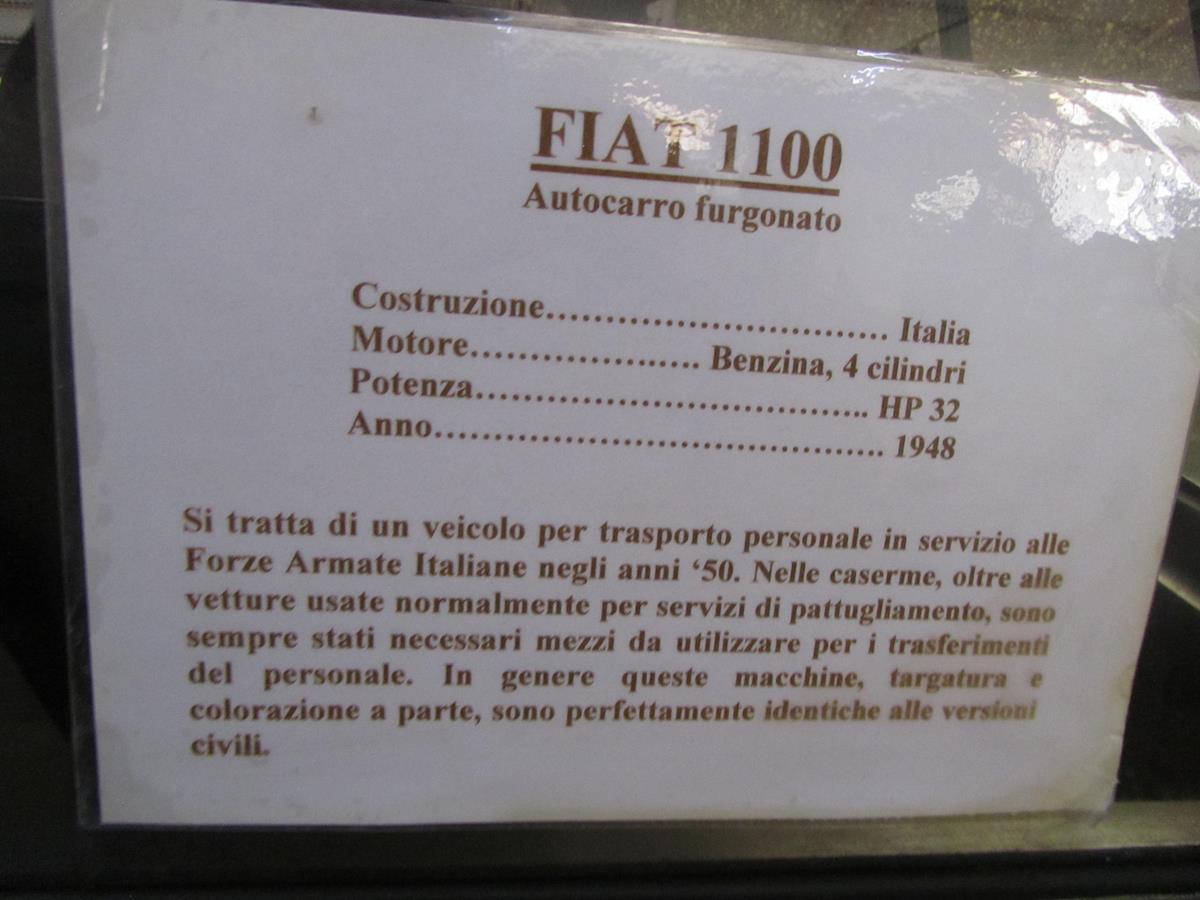 FIAT 1100
Autocarro furgonato
Costruzione................................ Italia
Motore...................... Benzina, 4 cilindri
Potenza..................................... HP 32
Anno.......................................... 1948
Si tratta di un veicolo per trasporto personale in servizio alle
Forze Armate Italiane negli anni ‘50. Nelle caserme, oltre alle
vetture usate normalmente per servizi di pattugliamento, sono
sempre stati necessari mezzi da utilizzare per i trasferimenti
del personale. In genere queste macchine, targatura e
colorazione a parte, sono perfettamente identiche alle versioni
civili.